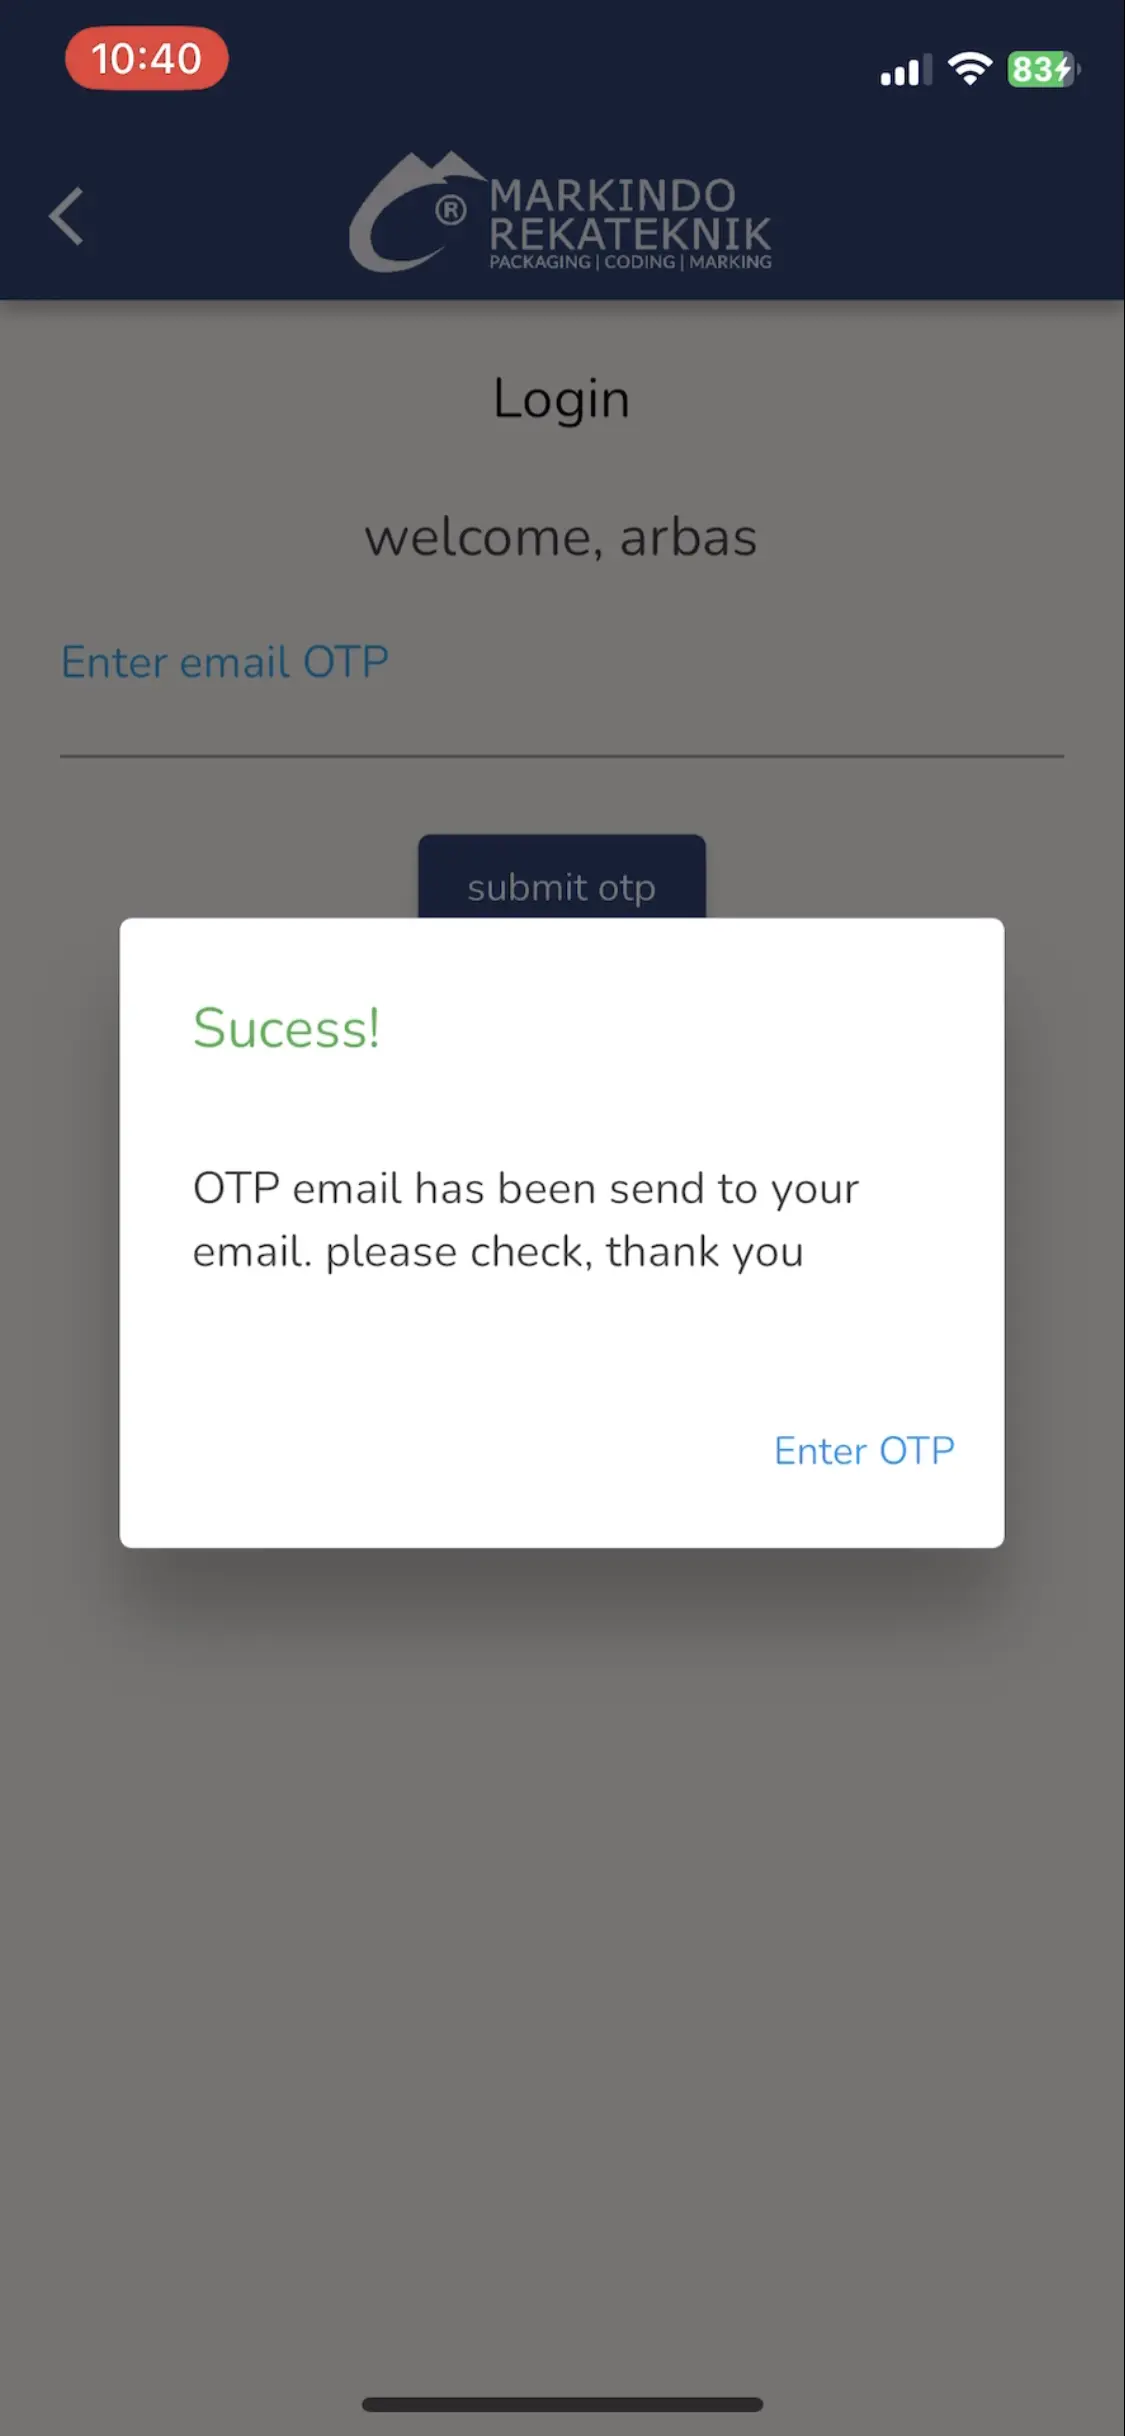 10:40
83
®
MARKINDO
REKATEKNIK
PACKAGING | CODING | MARKING
Login
welcome, arbas
Enter email OTP
submit otp
Sucess!
OTP email has been send to your
email. please check, thank you
Enter OTP